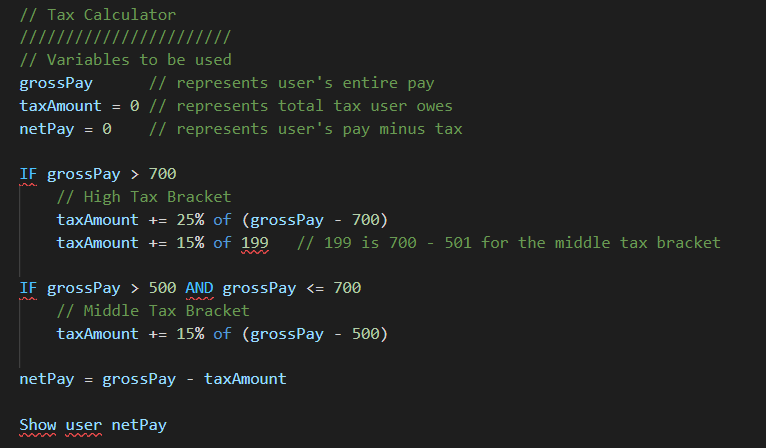 // Tax Calculator
///////////////////////
// Variables to be used
grossPay      // represents user's entire pay
taxAmount = 0 // represents total tax user owes
netPay = 0    // represents user's pay minus tax
IF grossPay > 700
    // High Tax Bracket
    taxAmount += 25% of (grossPay - 700)
    taxAmount += 15% of 199   // 199 is 700 - 501 for the middle tax bracket
IF grossPay > 500 AND grossPay <= 700
    // Middle Tax Bracket
    taxAmount += 15% of (grossPay - 500)
netPay = grossPay - taxAmount
Show user netPay